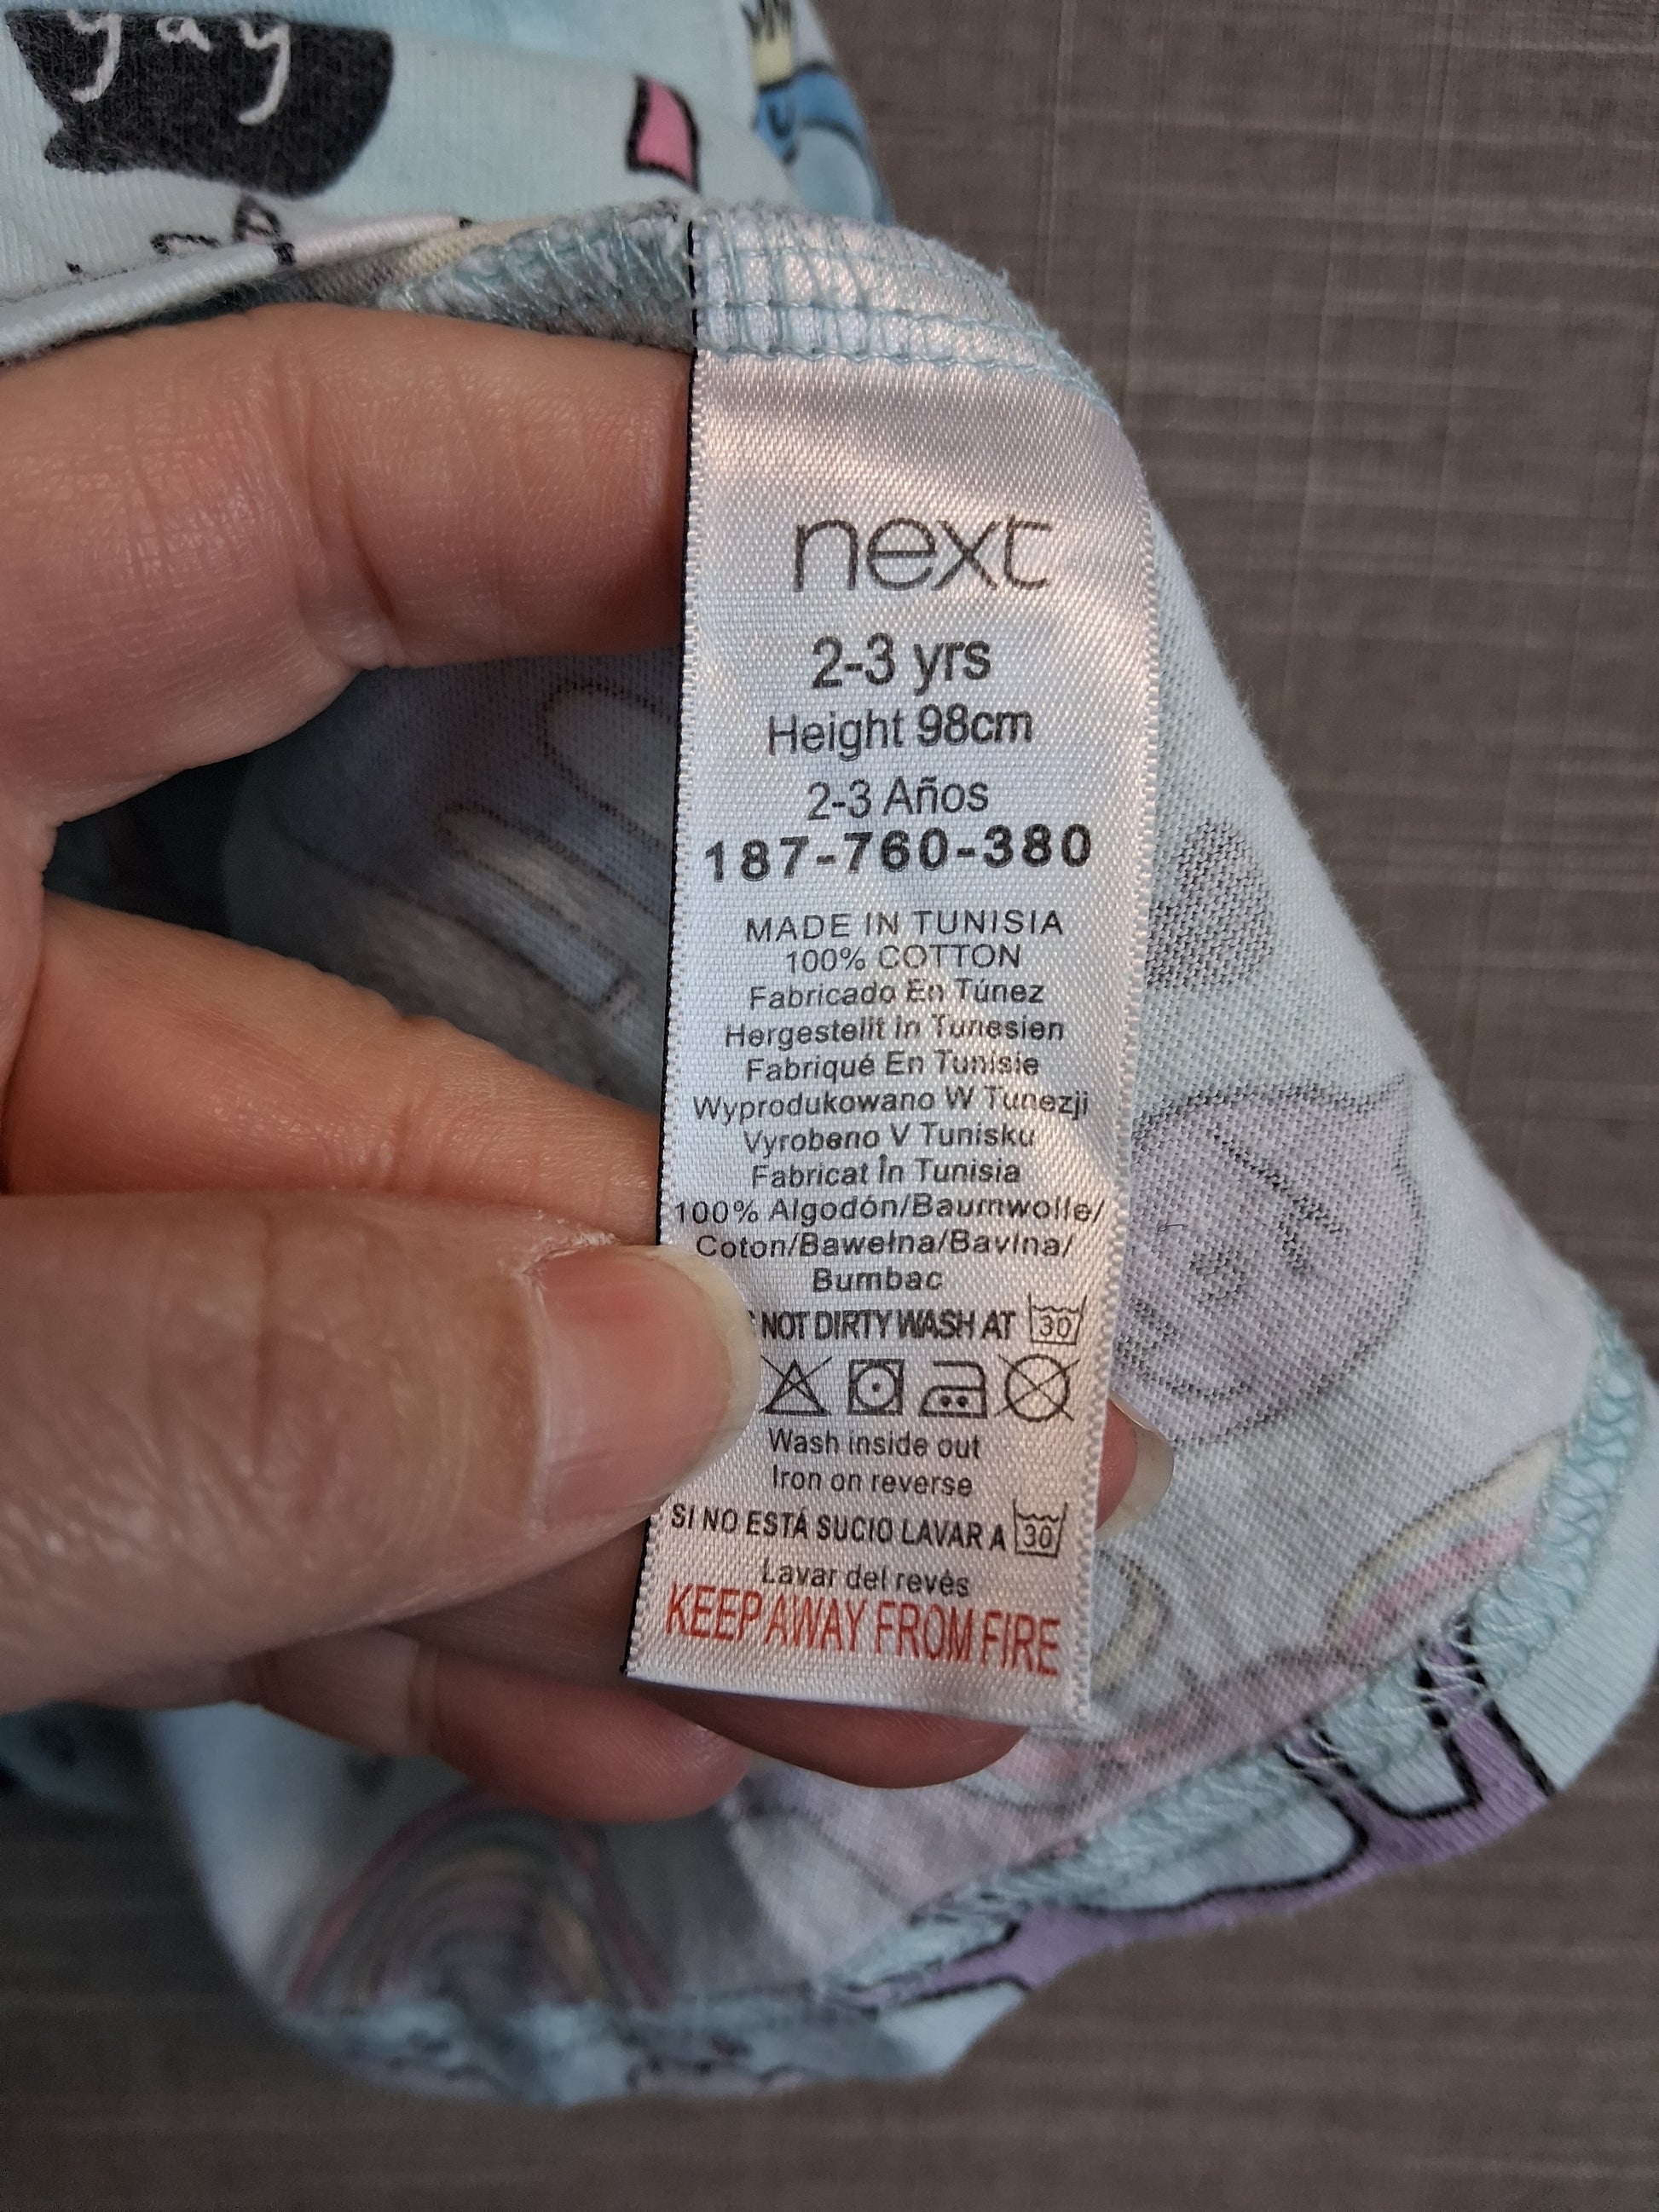 yay
next
2-3 yrs
Height 98cm
2-3 Años
187-760-380
MADE IN TUNISIA
100% COTTON
Fabricado En Túnez
Hergestellt in Tunesien
Fabriqué En Tunisie
Wyprodukowano W Tunezji
Vyrobeno V Tunisku
Fabricat În Tunisia
100% Algodón/Baumwolle/
Coton/Bawełna/Bavlna/
Bumbac
NOT DIRTY WASH AT 30
Wash inside out
Iron on reverse
SI NO ESTÁ SUCIO LAVAR A 30
Lavar del revés
KEEP AWAY FROM FIRE